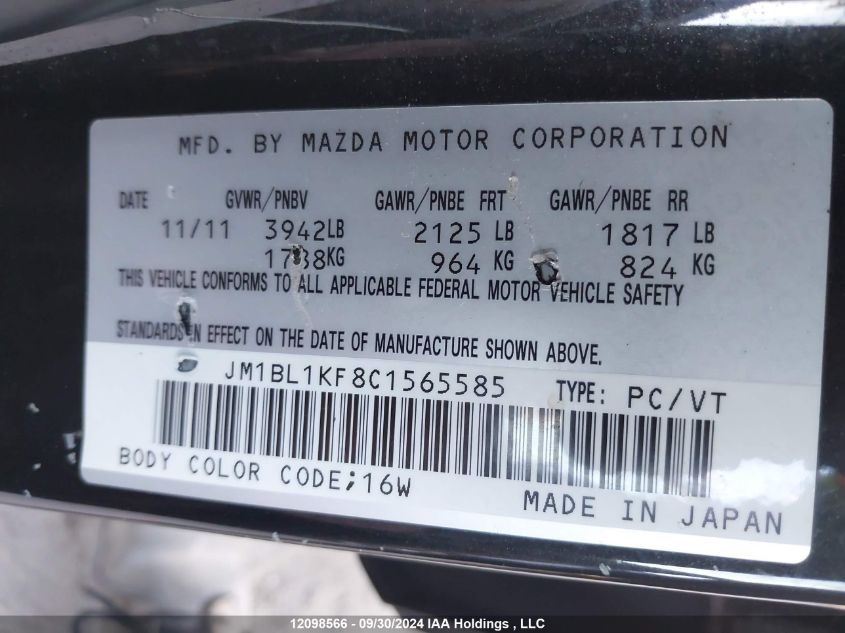 MFD. BY MAZDA MOTOR CORPORATION
DATE GVWR/PNBV GAWR/PNBE FRT GAWR/PNBE RR
11/11 3942LB 2125 LB 1817 LB
1788KG 964 KG 824 KG
THIS VEHICLE CONFORMS TO ALL APPLICABLE FEDERAL MOTOR VEHICLE SAFETY
STANDARDS IN EFFECT ON THE DATE OF MANUFACTURE SHOWN ABOVE.
JM1BL1KF8C1565585 TYPE: PC/VT
BODY COLOR CODE;16W
MADE IN JAPAN
12098566 - 09/30/2024 IAA Holdings , LLC